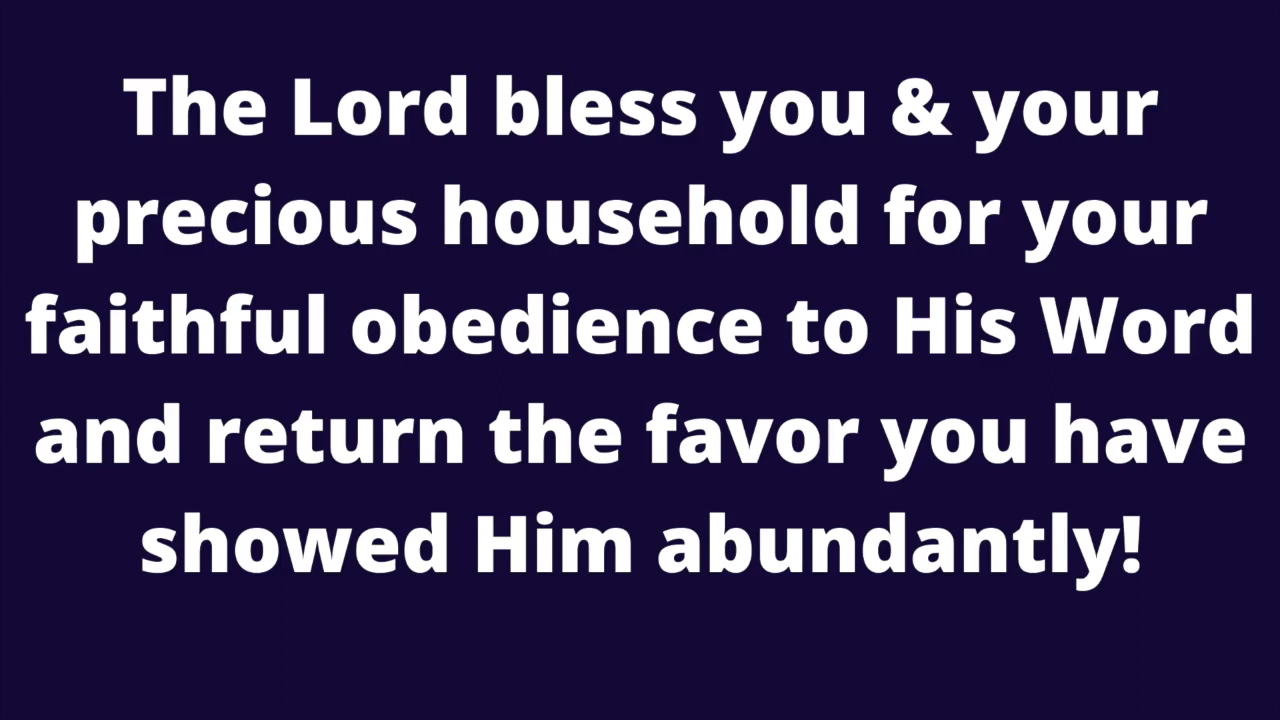 The Lord bless you & your
precious household for your
faithful obedience to His Word
and return the favor you have
showed Him abundantly!